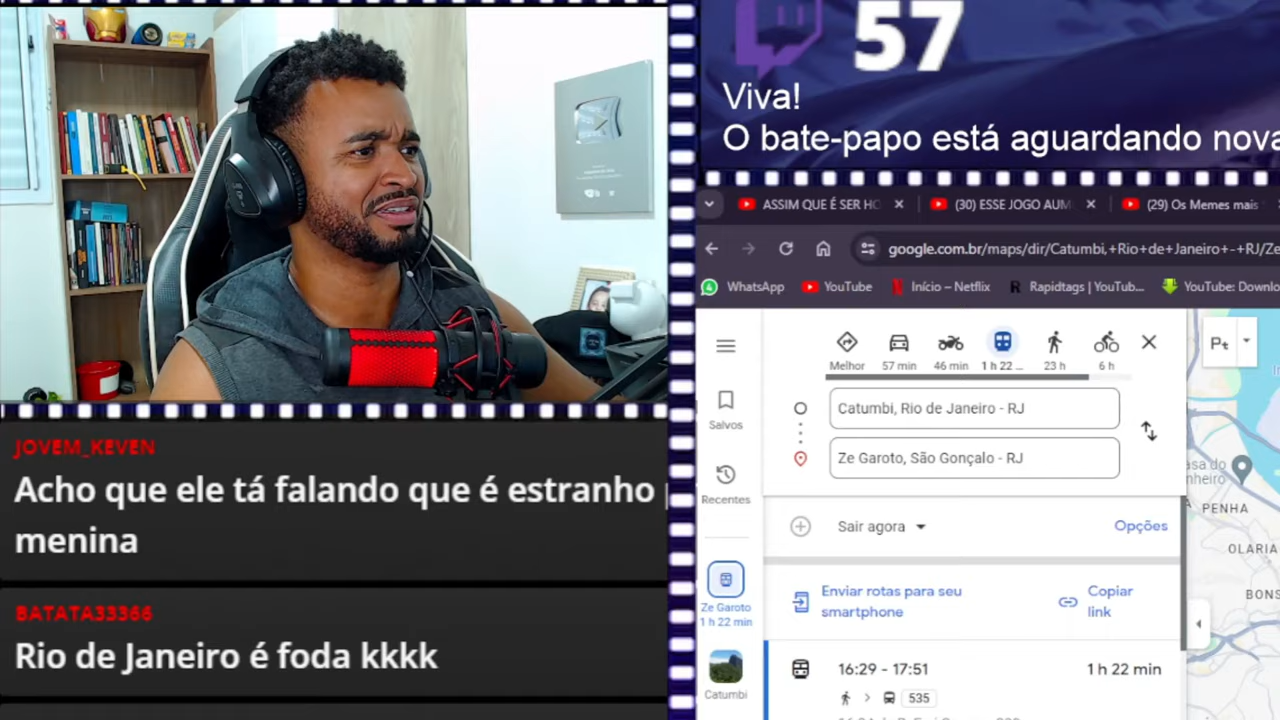 57
Viva!
O bate-papo está aguardando nova
ASSIM QUE É SER HO
(30) ESSE JOGO AUM
(29) Os Memes mais
google.com.br/maps/dir/Catumbi,+Rio+de+Janeiro+-+RJ/Ze
WhatsApp
YouTube
Início – Netflix
Rapidtags | YouTub...
YouTube: Downlo
Melhor
57 min
46 min
1 h 22 ...
23 h
6 h
Pt
Catumbi, Rio de Janeiro - RJ
Ze Garoto, São Gonçalo - RJ
Salvos
Recentes
Sair agora
Opções
Enviar rotas para seu
smartphone
Copiar
link
Ze Garoto
1 h 22 min
Catumbi
16:29 - 17:51
1 h 22 min
535
PENHA
OLARIA
BONS
JOVEM_KEVEN
Acho que ele tá falando que é estranho
menina
BATATA33366
Rio de Janeiro é foda kkkk